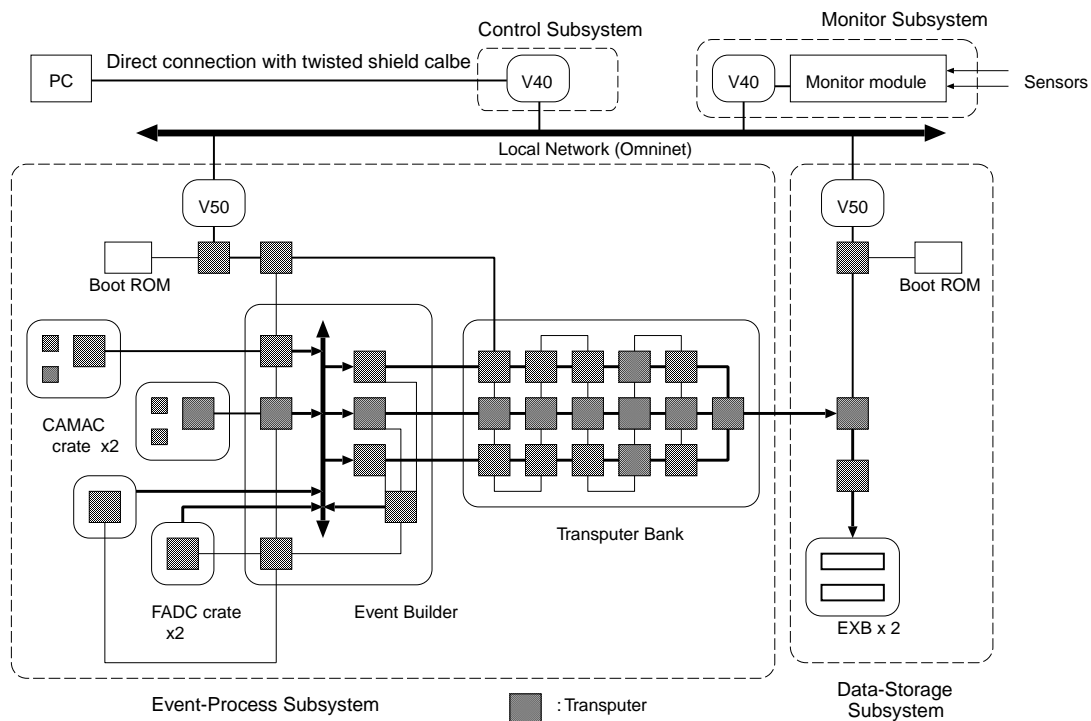 Control Subsystem
Monitor Subsystem
PC
Direct connection with twisted shield calbe
V40
V40
Monitor module
Sensors
Local Network (Omninet)
V50
V50
Boot ROM
Boot ROM
CAMAC
crate x2
Transputer Bank
FADC crate
x2
Event Builder
EXB x 2
Event-Process Subsystem
: Transputer
Data-Storage
Subsystem